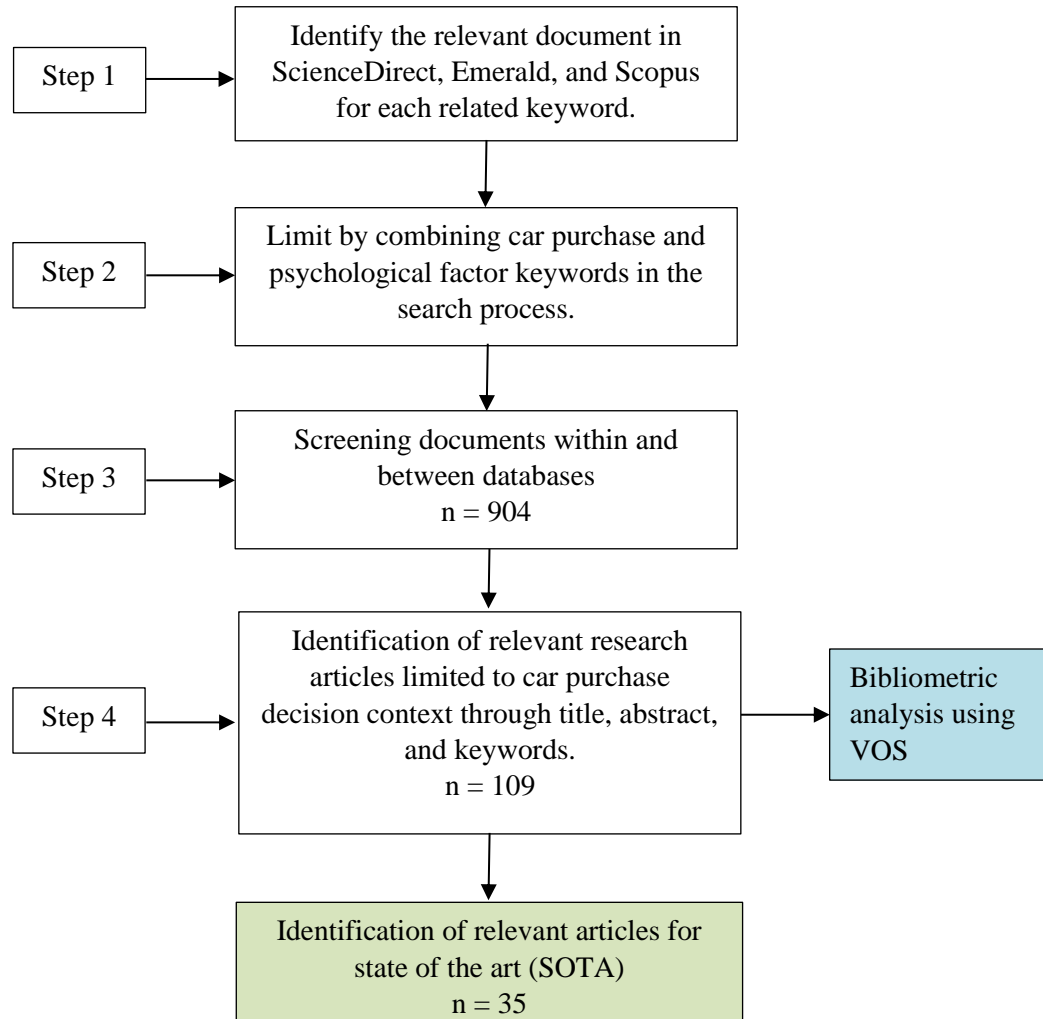 Step 1
Identify the relevant document in
ScienceDirect, Emerald, and Scopus
for each related keyword.
Step 2
Limit by combining car purchase and
psychological factor keywords in the
search process.
Step 3
Screening documents within and
between databases
n = 904
Step 4
Identification of relevant research
articles limited to car purchase
decision context through title, abstract,
and keywords.
n = 109
Bibliometric
analysis using
VOS
Identification of relevant articles for
state of the art (SOTA)
n = 35